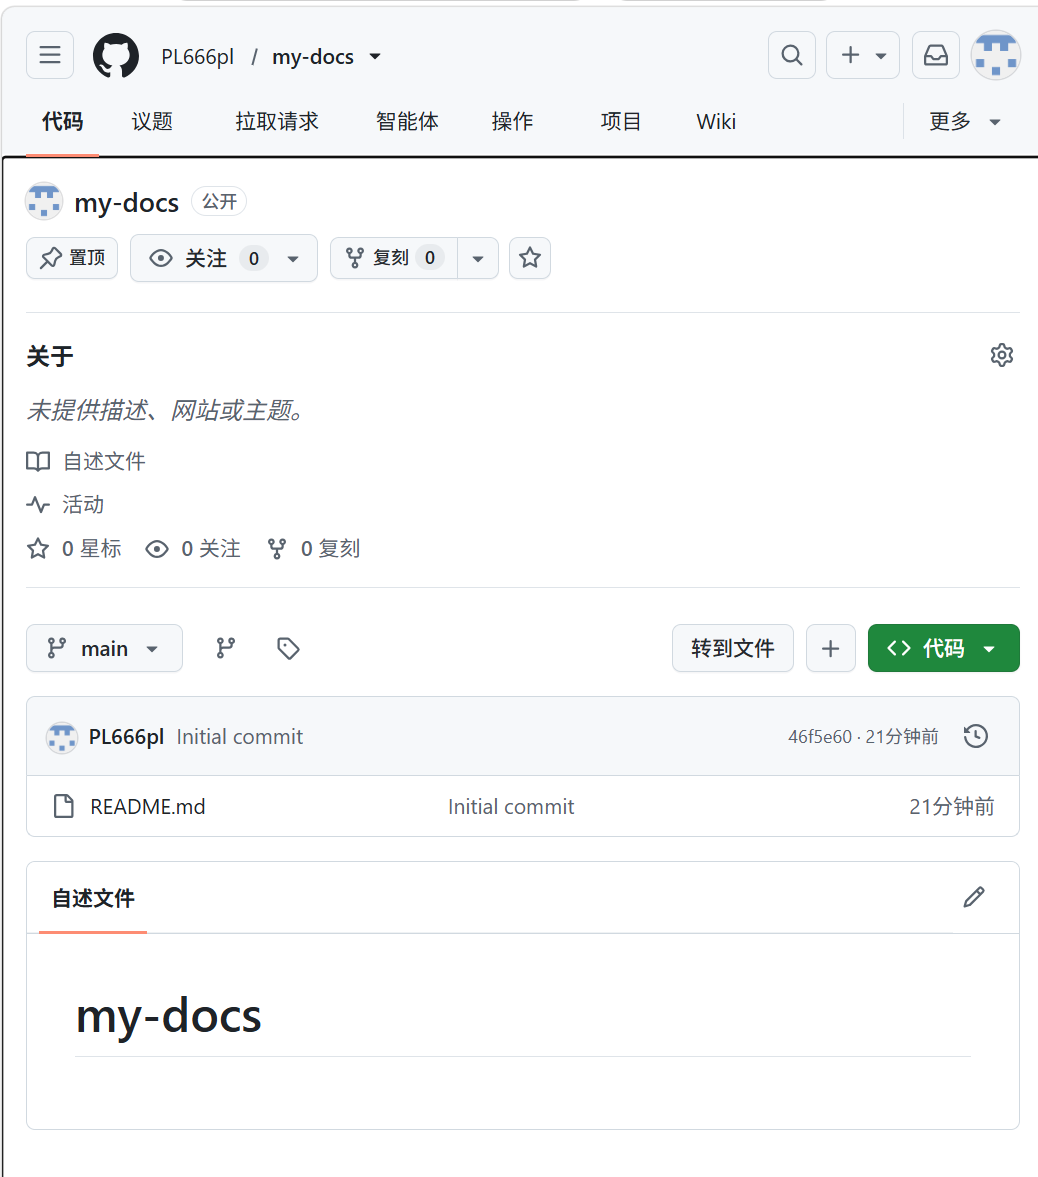 PL666pl / my-docs
代码 议题 拉取请求 智能体 操作 项目 Wiki 更多
my-docs 公开
置顶 关注 0 复刻 0
关于
未提供描述、网站或主题。
自述文件
活动
0 星标 0 关注 0 复刻
main 转到文件 代码
PL666pl Initial commit 46f5e60 · 21分钟前
README.md Initial commit 21分钟前
自述文件
my-docs